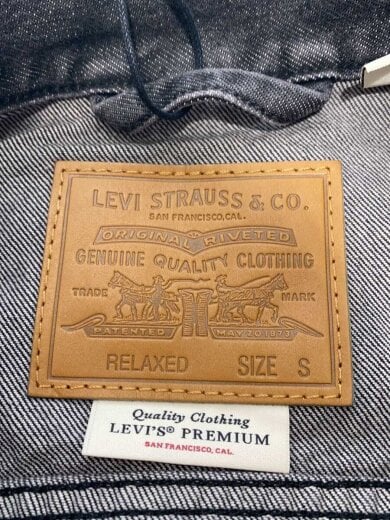 LEVI STRAUSS & CO.
SAN FRANCISCO, CAL.
ORIGINAL RIVETED
GENUINE QUALITY CLOTHING
TRADE MARK
PATENTED MAY 20 1873
RELAXED SIZE S
Quality Clothing
LEVI'S® PREMIUM
SAN FRANCISCO, CAL.